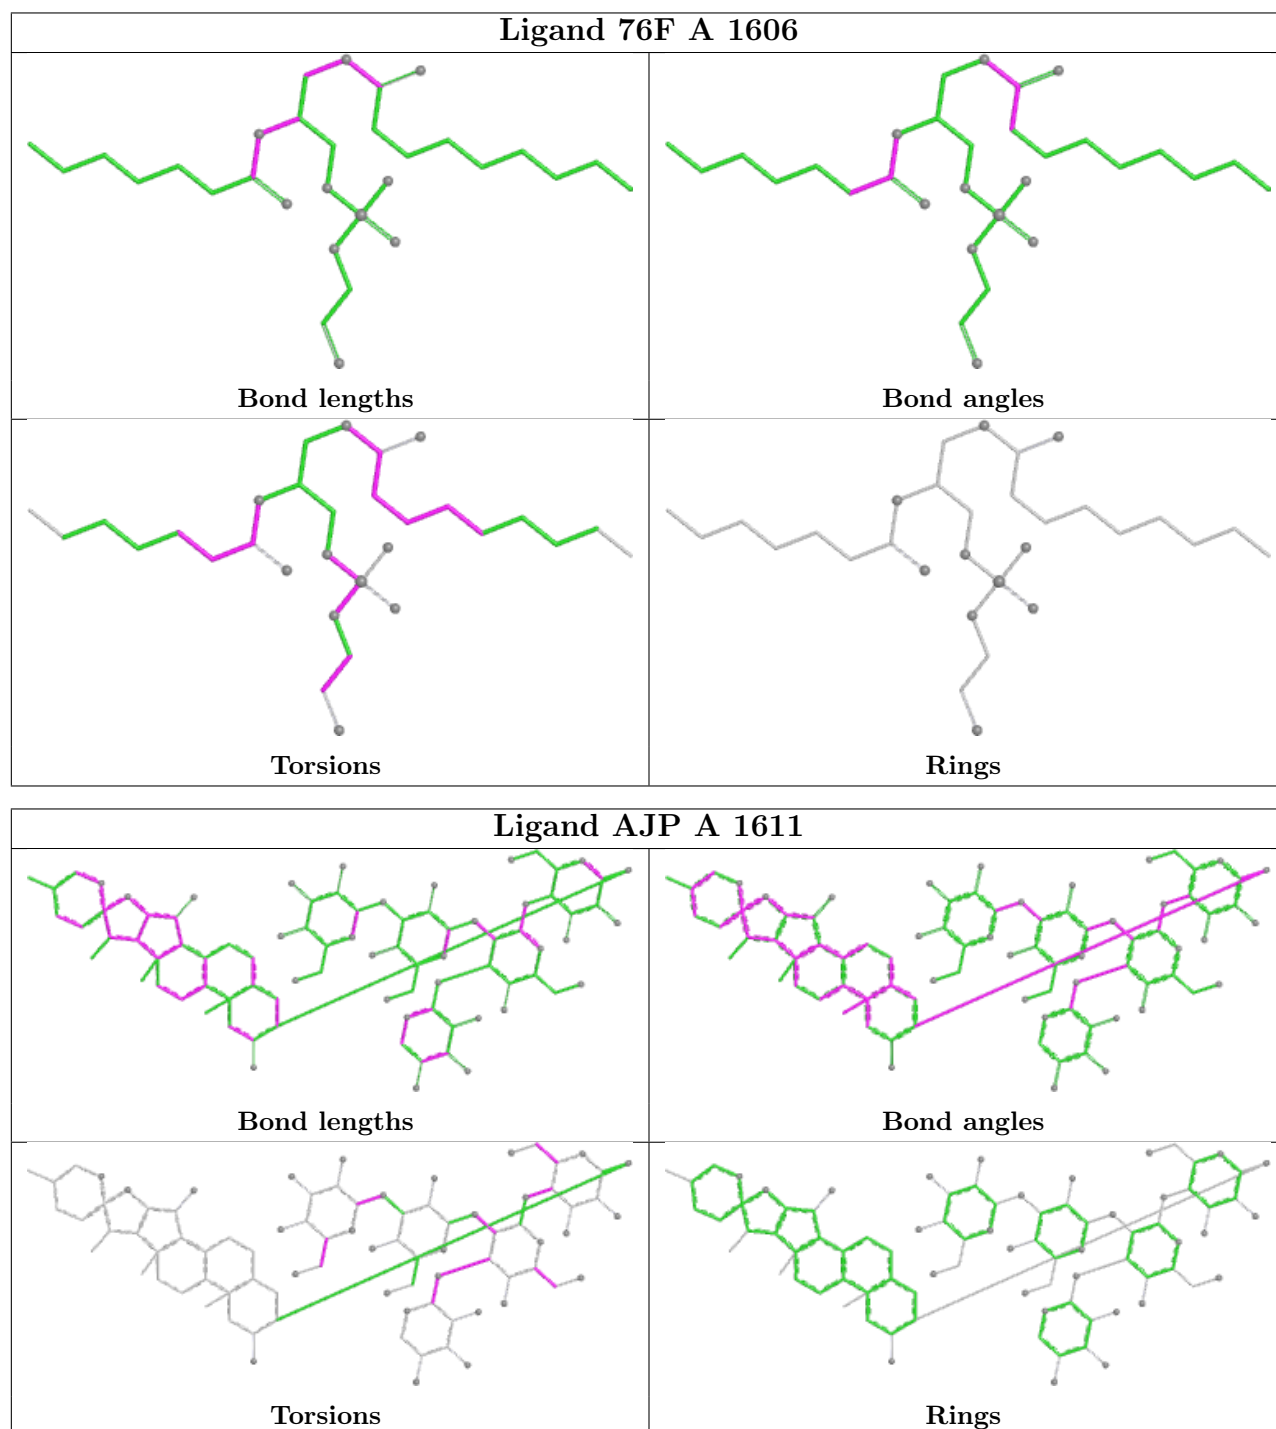 Ligand 76F A 1606
Bond lengths
Bond angles
Torsions
Rings
Ligand AJP A 1611
Bond lengths
Bond angles
Torsions
Rings